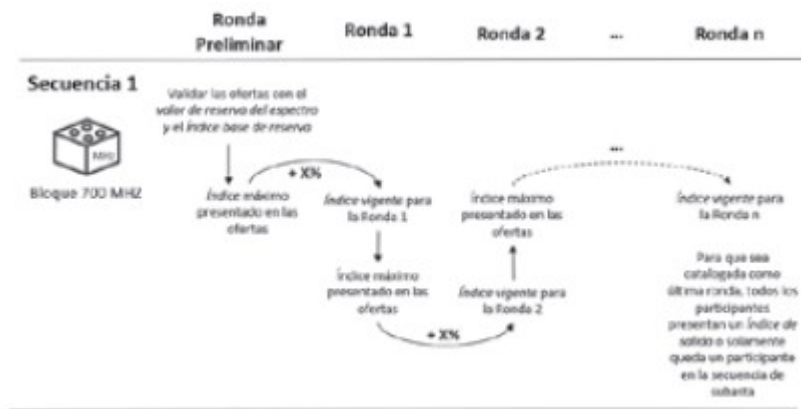 Ronda
Preliminar
Ronda 1
Ronda 2
...
Ronda n
Secuencia 1
MHz
Bloque 700 MHZ
Validar las ofertas con el
valor de reserva del espectro
y el índice base de reserva
+ X%
...
Índice máximo
presentado en las
ofertas
Índice vigente para
la Ronda 1
Índice máximo
presentado en las
ofertas
Índice vigente para
la Ronda n
Índice máximo
presentado en las
ofertas
Índice vigente para
la Ronda 2
+ X%
Para que sea
catalogada como
última ronda, todos los
participantes
presentan un Índice de
salida o solamente
queda un participante
en la secuencia de
subasta